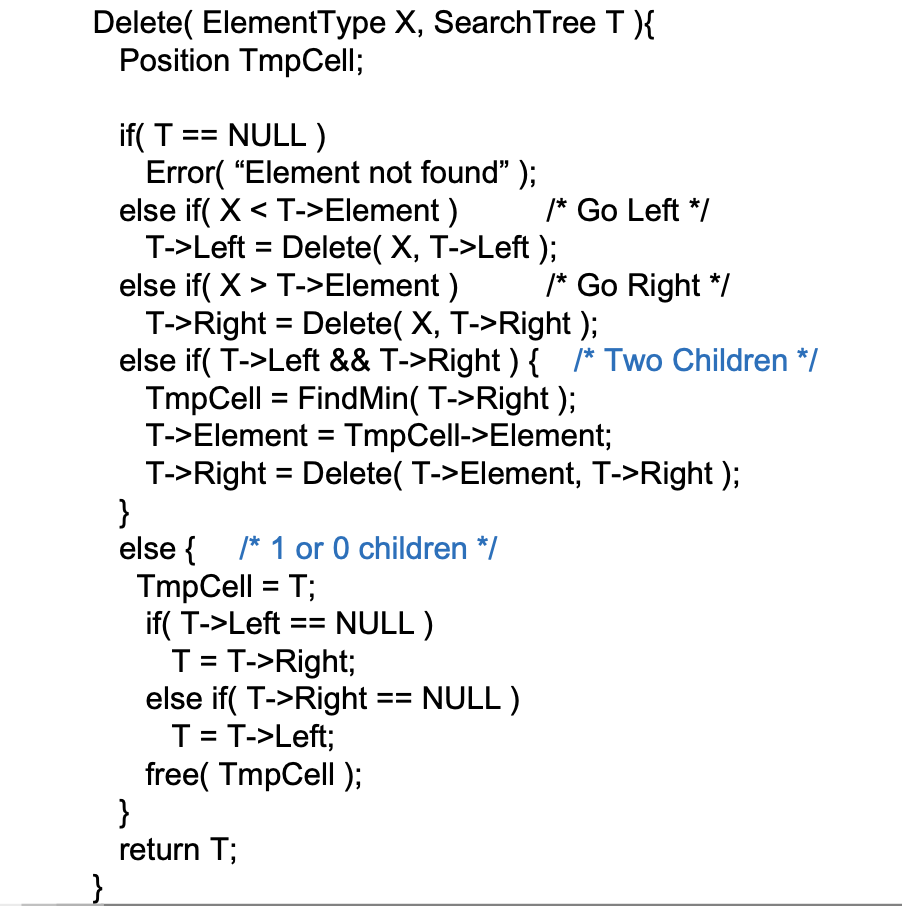 Delete( ElementType X, SearchTree T ){
Position TmpCell;
if( T == NULL )
Error( “Element not found” );
else if( X < T->Element ) /* Go Left */
T->Left = Delete( X, T->Left );
else if( X > T->Element ) /* Go Right */
T->Right = Delete( X, T->Right );
else if( T->Left && T->Right ) { /* Two Children */
TmpCell = FindMin( T->Right );
T->Element = TmpCell->Element;
T->Right = Delete( T->Element, T->Right );
}
else { /* 1 or 0 children */
TmpCell = T;
if( T->Left == NULL )
T = T->Right;
else if( T->Right == NULL )
T = T->Left;
free( TmpCell );
}
return T;
}